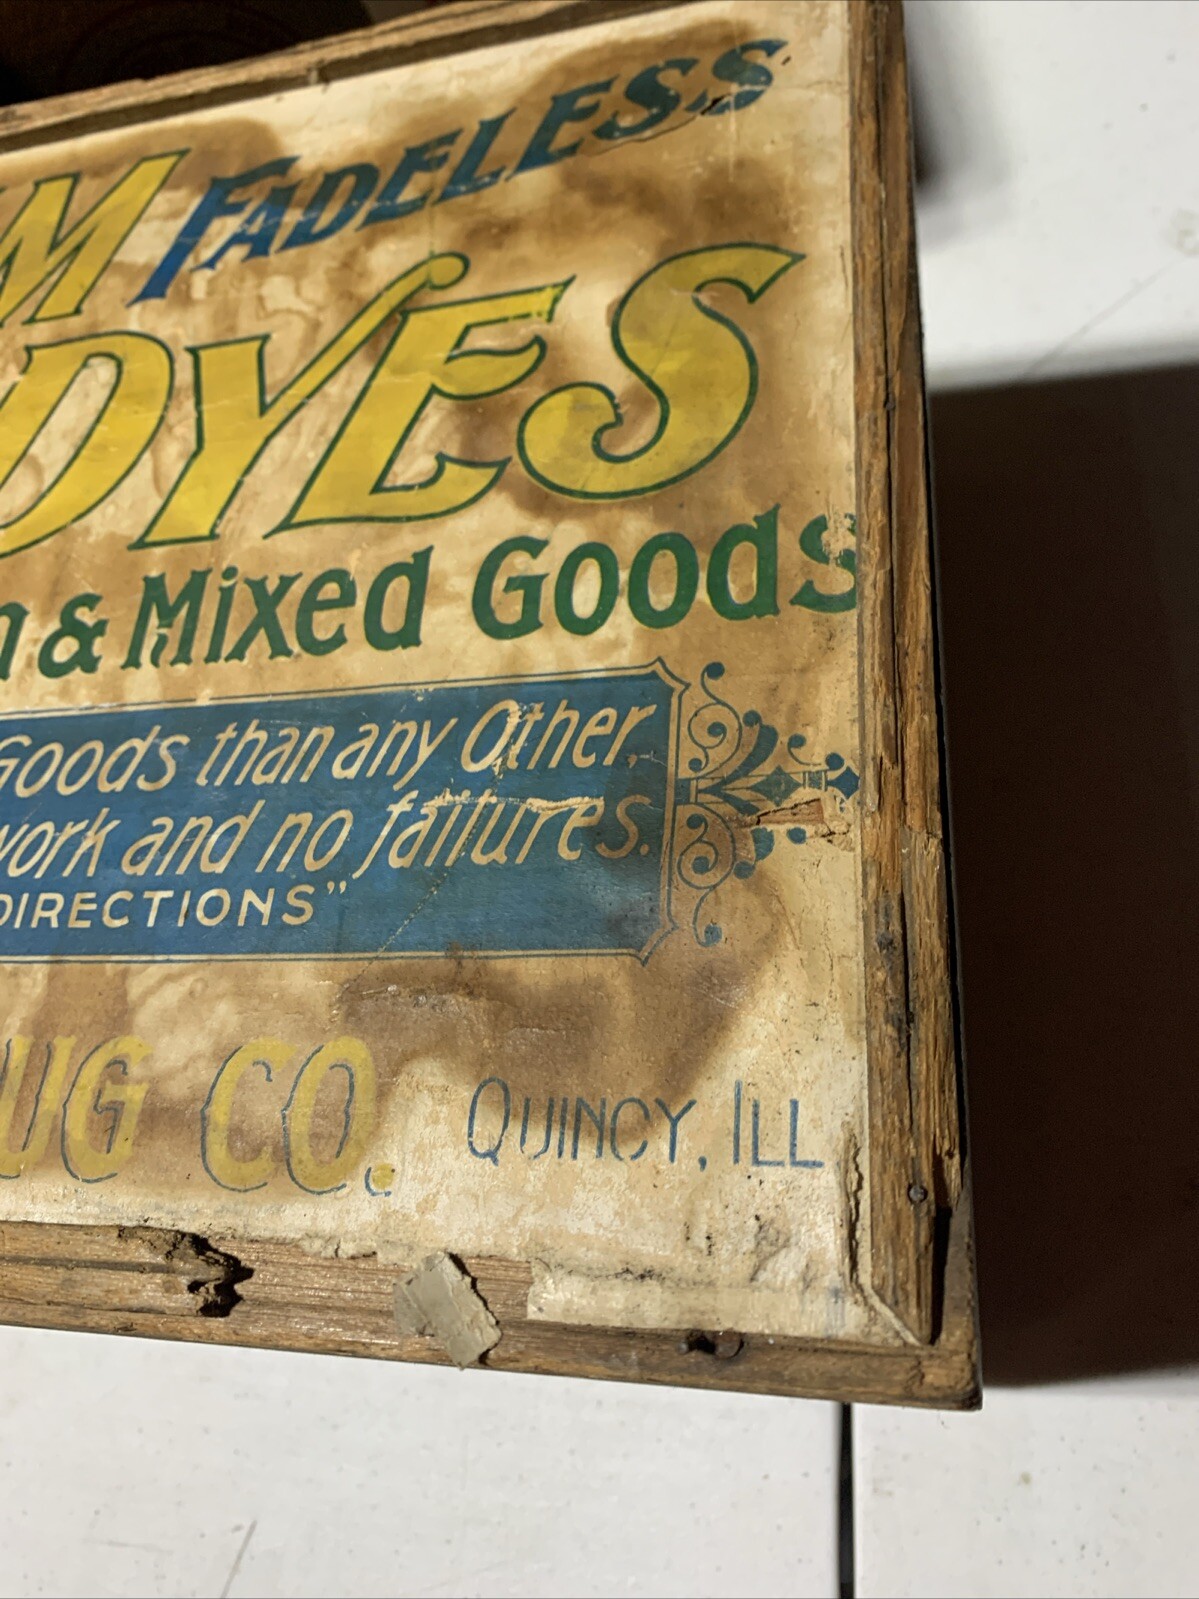 M FADELESS
DYES
n & Mixed Goods
Goods than any Other.
work and no failures.
DIRECTIONS"
UG CO. QUINCY, ILL